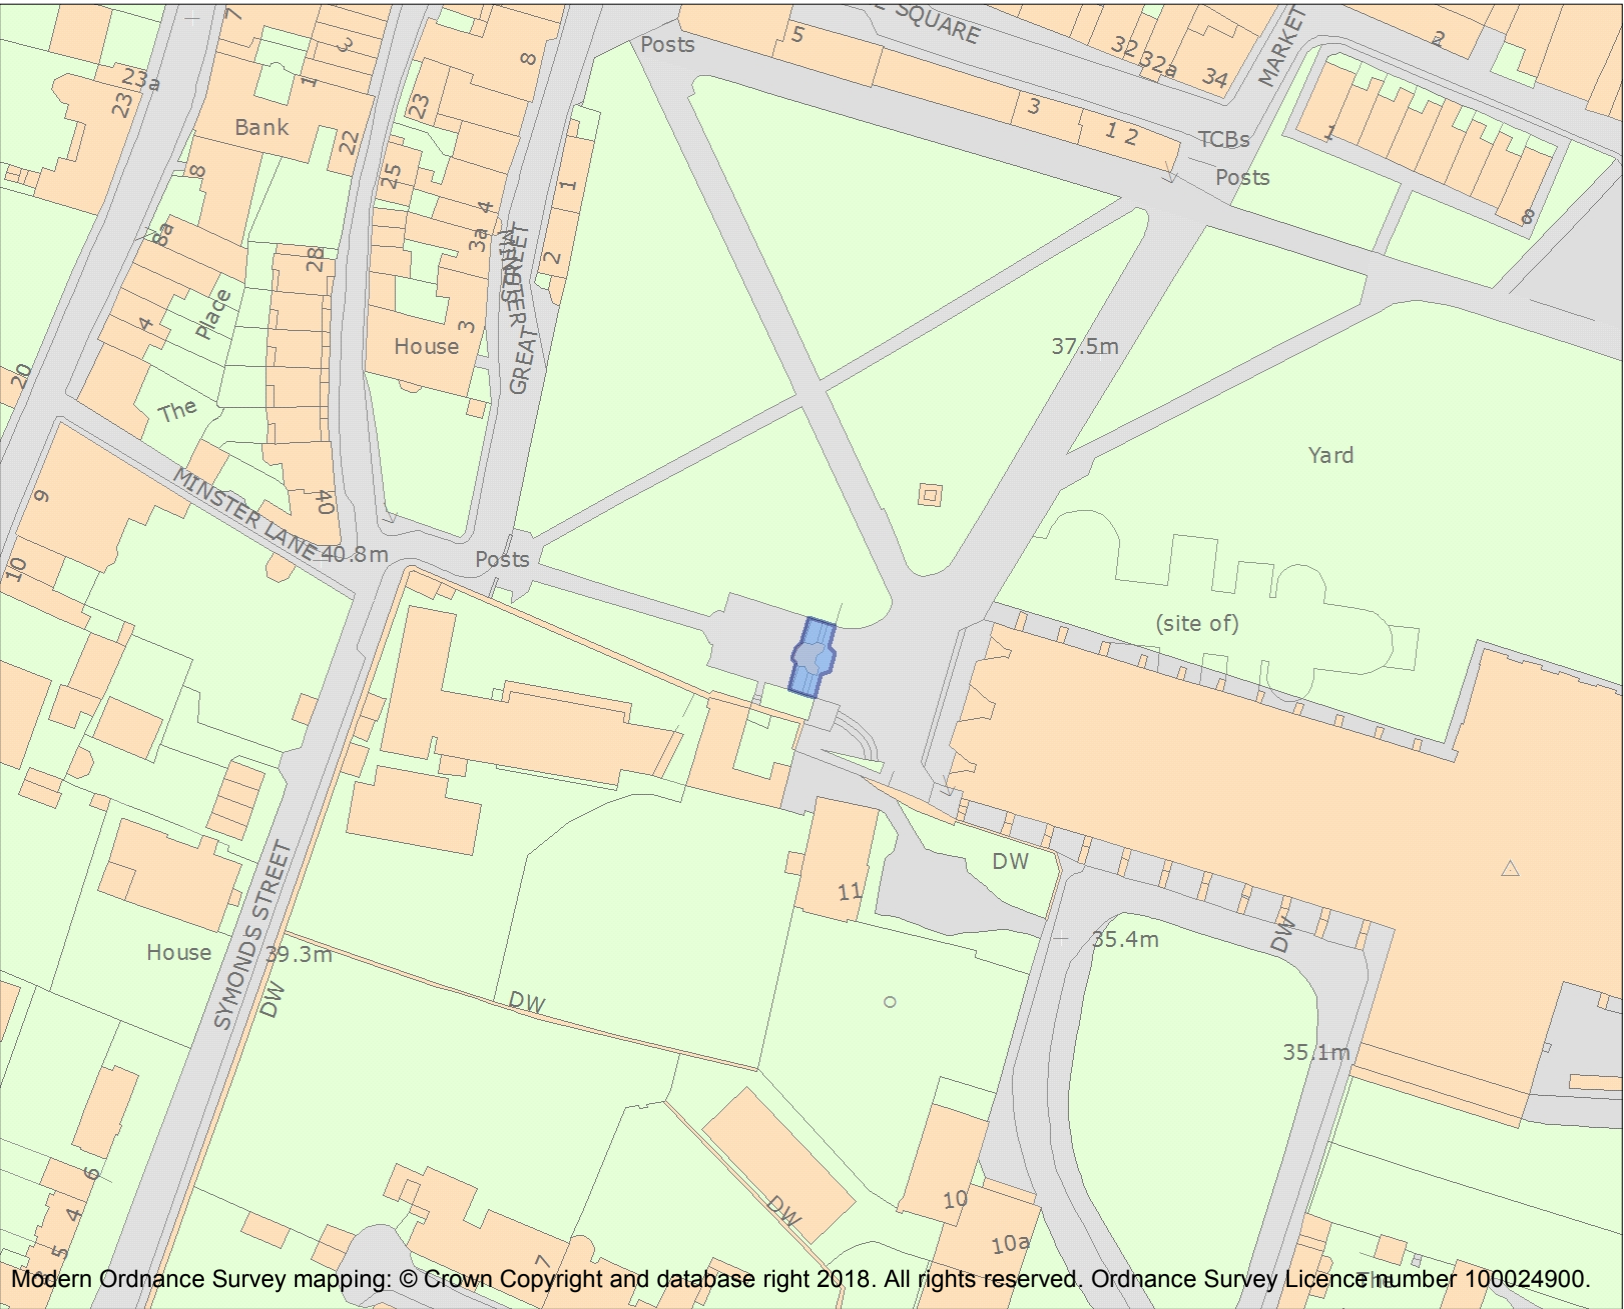 7
3
8
Posts
5
E SQUARE
32
32a
34
MARKET
2
23a
23
1
23
Bank
22
3
1 2
TCBs
1
8
25
1
Posts
4
8
8a
3a
28
2
STREET
Place
4
3
GREAT
House
37.5m
20
The
Yard
9
MINSTER LANE
40
40.8m
Posts
10
(site of)
11
DW
SYMONDS STREET
House
39.3m
35.4m
DW
DW
DW
35.1m
6
4
DW
10
5
7
10a
The
Modern Ordnance Survey mapping: © Crown Copyright and database right 2018. All rights reserved. Ordnance Survey Licence number 100024900.